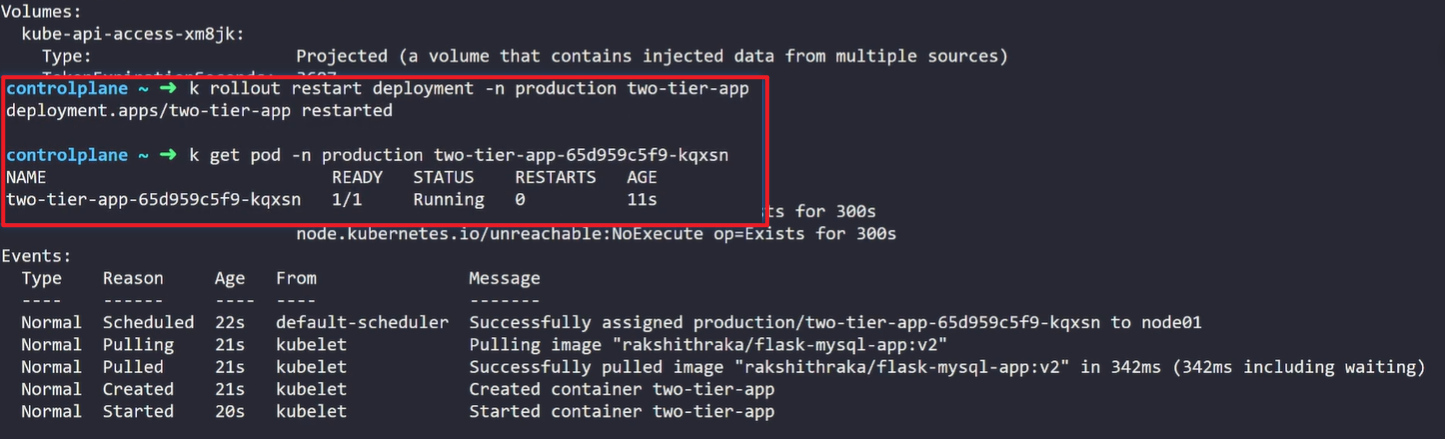 Volumes:
kube-api-access-xm8jk:
Type: Projected (a volume that contains injected data from multiple sources)
controlplane ~ ➜ k rollout restart deployment -n production two-tier-app
deployment.apps/two-tier-app restarted
controlplane ~ ➜ k get pod -n production two-tier-app-65d959c5f9-kqxsn
NAME READY STATUS RESTARTS AGE
two-tier-app-65d959c5f9-kqxsn 1/1 Running 0 11s
ts for 300s
node.kubernetes.io/unreachable:NoExecute op=Exists for 300s
Events:
Type Reason Age From Message
---- ------ ---- ---- -------
Normal Scheduled 22s default-scheduler Successfully assigned production/two-tier-app-65d959c5f9-kqxsn to node01
Normal Pulling 21s kubelet Pulling image "rakshithraka/flask-mysql-app:v2"
Normal Pulled 21s kubelet Successfully pulled image "rakshithraka/flask-mysql-app:v2" in 342ms (342ms including waiting)
Normal Created 21s kubelet Created container two-tier-app
Normal Started 20s kubelet Started container two-tier-app